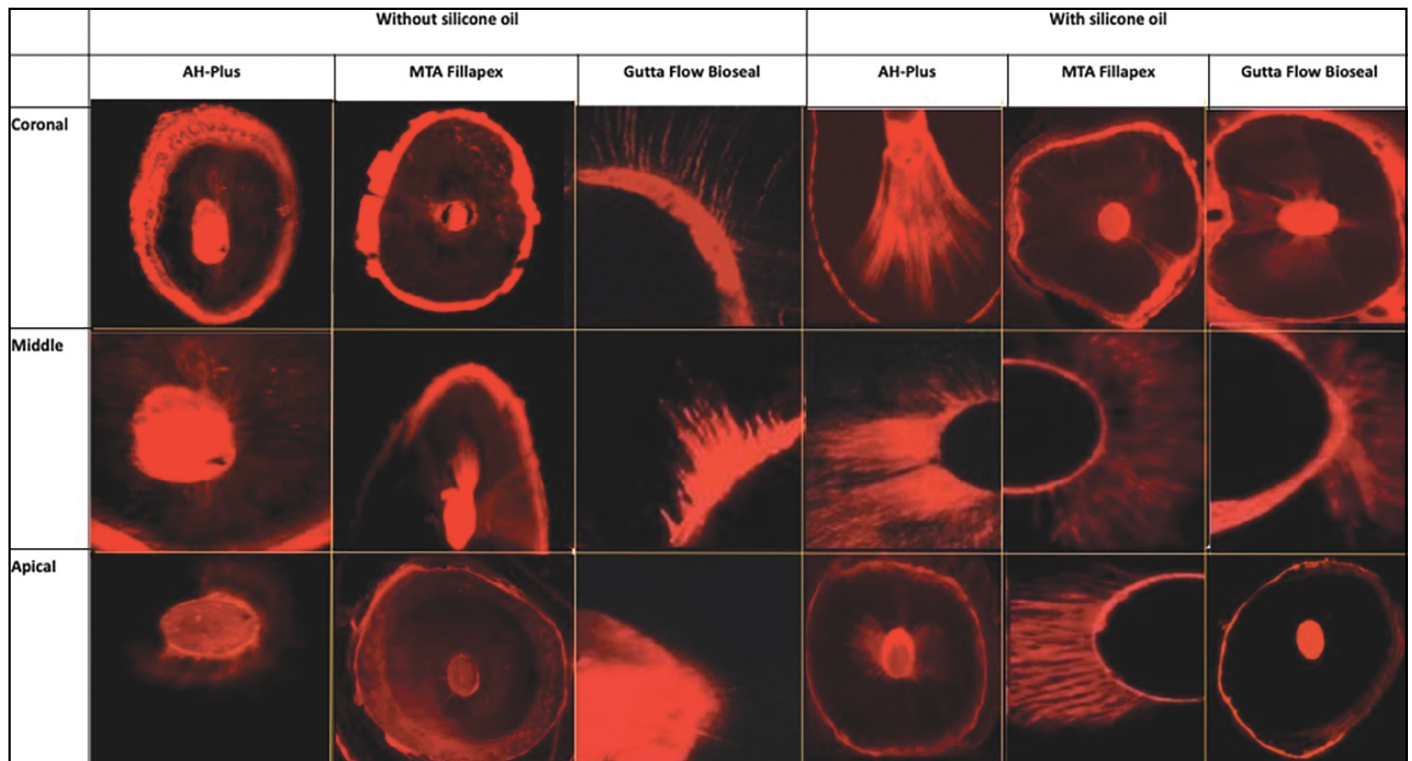 Without silicone oil
With silicone oil
AH-Plus
MTA Fillapex
Gutta Flow Bioseal
AH-Plus
MTA Fillapex
Gutta Flow Bioseal
Coronal
Middle
Apical